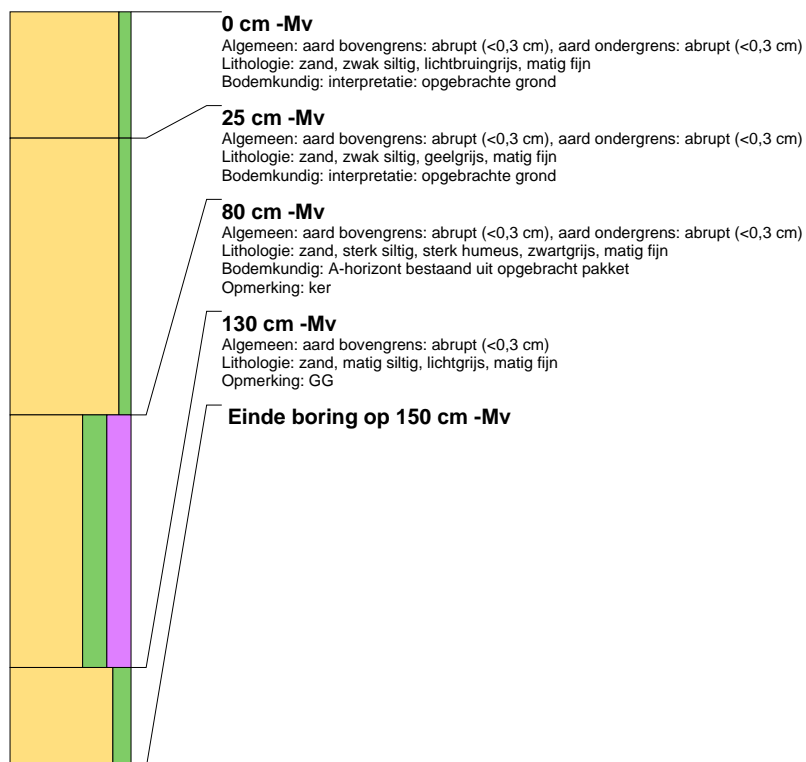 0 cm -Mv
Algemeen: aard bovengrens: abrupt (<0,3 cm), aard ondergrens: abrupt (<0,3 cm)
Lithologie: zand, zwak siltig, lichtbruingrijs, matig fijn
Bodemkundig: interpretatie: opgebrachte grond
25 cm -Mv
Algemeen: aard bovengrens: abrupt (<0,3 cm), aard ondergrens: abrupt (<0,3 cm)
Lithologie: zand, zwak siltig, geelgrijs, matig fijn
Bodemkundig: interpretatie: opgebrachte grond
80 cm -Mv
Algemeen: aard bovengrens: abrupt (<0,3 cm), aard ondergrens: abrupt (<0,3 cm)
Lithologie: zand, sterk siltig, sterk humeus, zwartgrijs, matig fijn
Bodemkundig: A-horizont bestaand uit opgebracht pakket
Opmerking: ker
130 cm -Mv
Algemeen: aard bovengrens: abrupt (<0,3 cm)
Lithologie: zand, matig siltig, lichtgrijs, matig fijn
Opmerking: GG
Einde boring op 150 cm -Mv